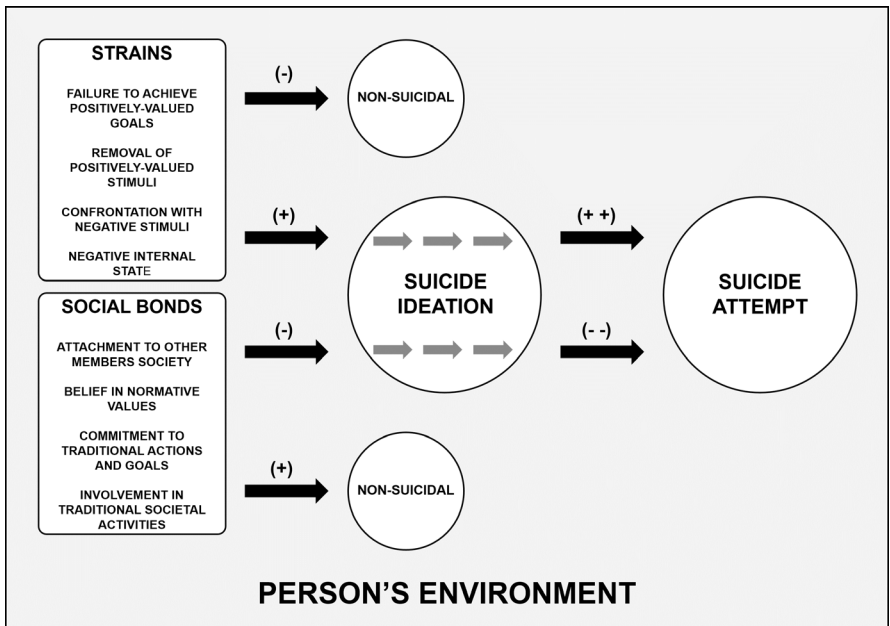 STRAINS
FAILURE TO ACHIEVE
POSITIVELY-VALUED
GOALS
REMOVAL OF
POSITIVELY-VALUED
STIMULI
CONFRONTATION WITH
NEGATIVE STIMULI
NEGATIVE INTERNAL
STATE
SOCIAL BONDS
ATTACHMENT TO OTHER
MEMBERS SOCIETY
BELIEF IN NORMATIVE
VALUES
COMMITMENT TO
TRADITIONAL ACTIONS
AND GOALS
INVOLVEMENT IN
TRADITIONAL SOCIETAL
ACTIVITIES
(-)
NON-SUICIDAL
(+)
(-)
SUICIDE
IDEATION
(+ +)
(- -)
SUICIDE
ATTEMPT
(+)
NON-SUICIDAL
PERSON'S ENVIRONMENT